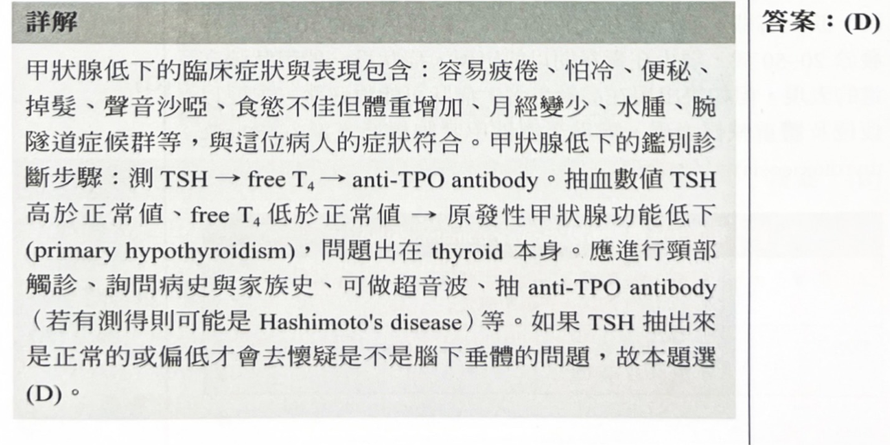 詳解
甲狀腺低下的臨床症狀與表現包含：容易疲倦、怕冷、便秘、
掉髮、聲音沙啞、食慾不佳但體重增加、月經變少、水腫、腕
隧道症候群等，與這位病人的症狀符合。甲狀腺低下的鑑別診
斷步驟：測 TSH → free T₄ → anti-TPO antibody。抽血數值 TSH
高於正常值、free T₄ 低於正常值 → 原發性甲狀腺功能低下
(primary hypothyroidism)，問題出在 thyroid 本身。應進行頸部
觸診、詢問病史與家族史、可做超音波、抽 anti-TPO antibody
（若有測得則可能是 Hashimoto's disease）等。如果 TSH 抽出來
是正常的或偏低才會去懷疑是不是腦下垂體的問題，故本題選
(D)。
答案：(D)